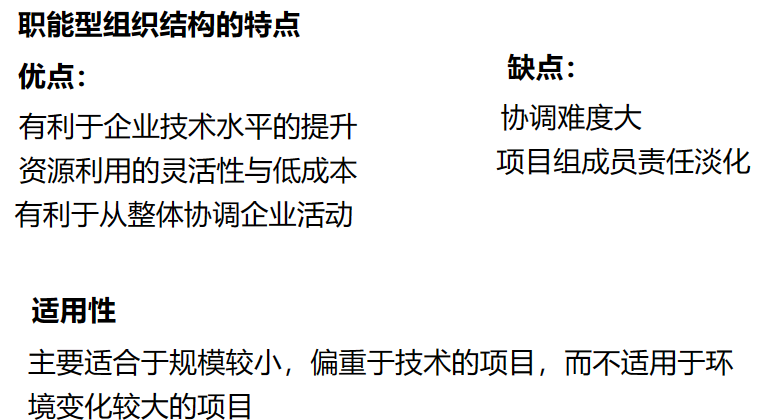 职能型组织结构的特点
优点：
有利于企业技术水平的提升
资源利用的灵活性与低成本
有利于从整体协调企业活动
缺点：
协调难度大
项目组成员责任淡化
适用性
主要适合于规模较小，偏重于技术的项目，而不适用于环
境变化较大的项目